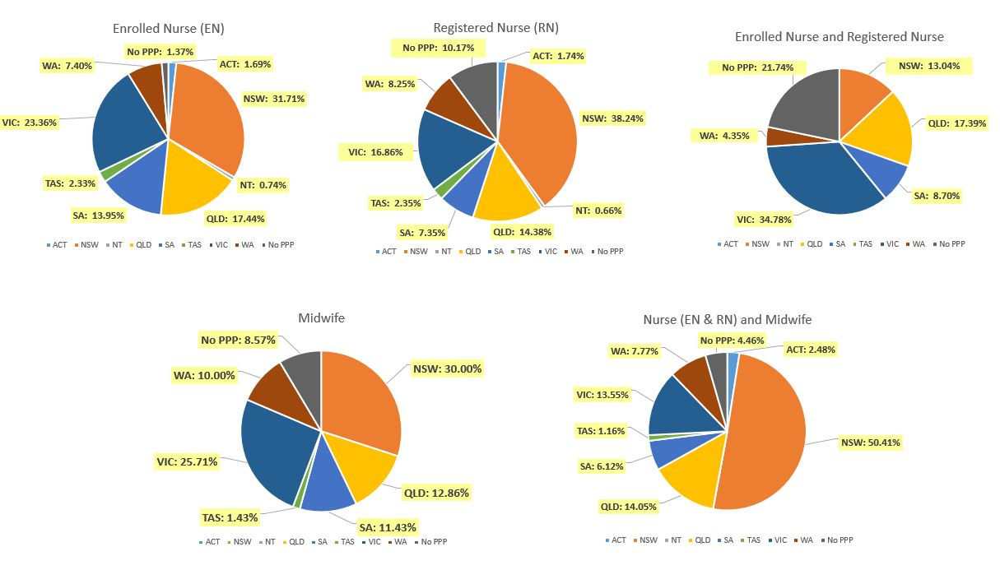 Enrolled Nurse (EN)
No PPP: 1.37%
ACT: 1.69%
WA: 7.40%
NSW: 31.71%
VIC: 23.36%
NT: 0.74%
TAS: 2.33%
SA: 13.95%
QLD: 17.44%
ACT NSW NT QLD SA TAS VIC WA No PPP
Registered Nurse (RN)
No PPP: 10.17%
ACT: 1.74%
WA: 8.25%
NSW: 38.24%
VIC: 16.86%
TAS: 2.35%
NT: 0.66%
SA: 7.35%
QLD: 14.38%
ACT NSW NT QLD SA TAS VIC WA No PPP
Enrolled Nurse and Registered Nurse
No PPP: 21.74%
NSW: 13.04%
QLD: 17.39%
WA: 4.35%
SA: 8.70%
VIC: 34.78%
ACT NSW NT QLD SA TAS VIC WA No PPP
Midwife
No PPP: 8.57%
NSW: 30.00%
WA: 10.00%
VIC: 25.71%
QLD: 12.86%
TAS: 1.43%
SA: 11.43%
ACT NSW NT QLD SA TAS VIC WA No PPP
Nurse (EN & RN) and Midwife
No PPP: 4.46%
ACT: 2.48%
WA: 7.77%
VIC: 13.55%
TAS: 1.16%
NSW: 50.41%
SA: 6.12%
QLD: 14.05%
ACT NSW NT QLD SA TAS VIC WA No PPP